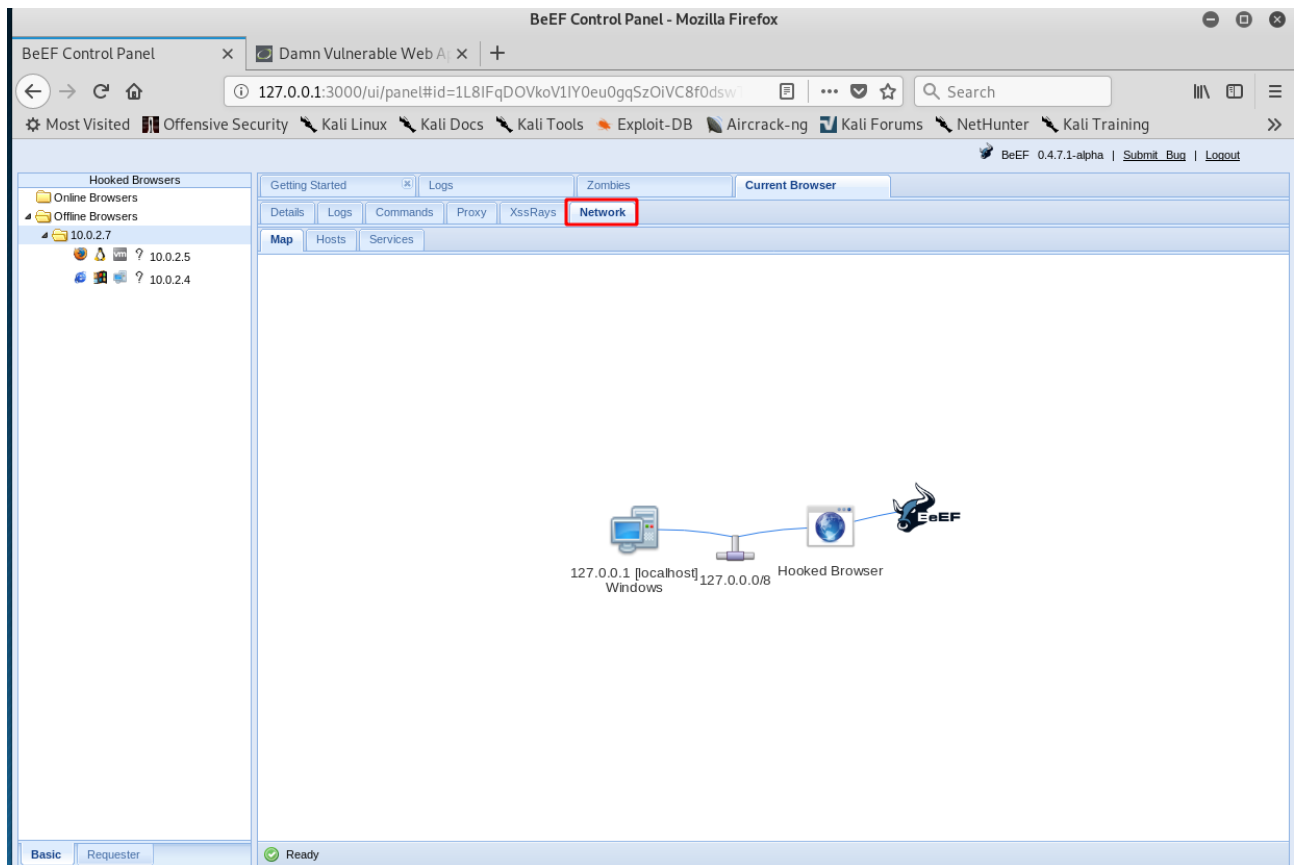 BeEF Control Panel - Mozilla Firefox
BeEF Control Panel
Damn Vulnerable Web A
127.0.0.1:3000/ui/panel#id=
Search
Most Visited Offensive Security Kali Linux Kali Docs Kali Tools Exploit-DB Aircrack-ng Kali Forums NetHunter Kali Training
BeEF 0.4.7.1-alpha | Submit Bug | Logout
Hooked Browsers
Online Browsers
Offline Browsers
10.0.2.7
? 10.0.2.5
? 10.0.2.4
Getting Started Logs Zombies Current Browser
Details Logs Commands Proxy XssRays Network
Map Hosts Services
BeEF
127.0.0.1 [localhost]
Windows
127.0.0.0/8
Hooked Browser
Basic Requester
Ready